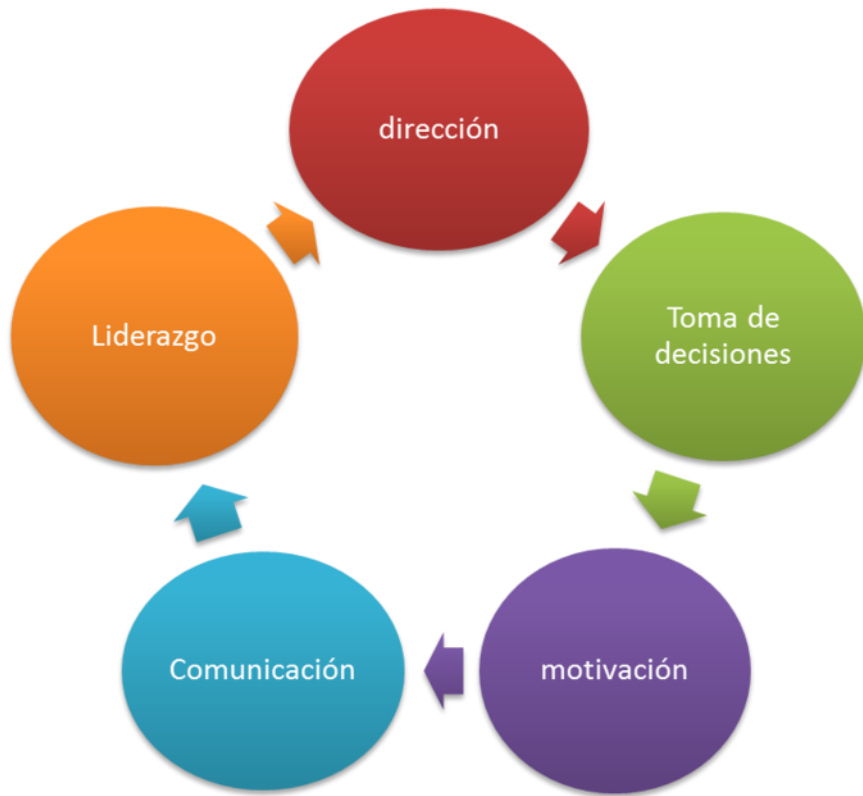 dirección
Toma de
decisiones
motivación
Comunicación
Liderazgo